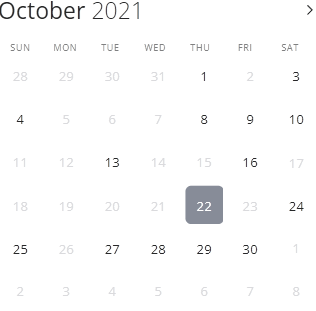 October 2021
SUN MON TUE WED THU FRI SAT
28 29 30 31 1 2 3
4 5 6 7 8 9 10
11 12 13 14 15 16 17
18 19 20 21 22 23 24
25 26 27 28 29 30 1
2 3 4 5 6 7 8